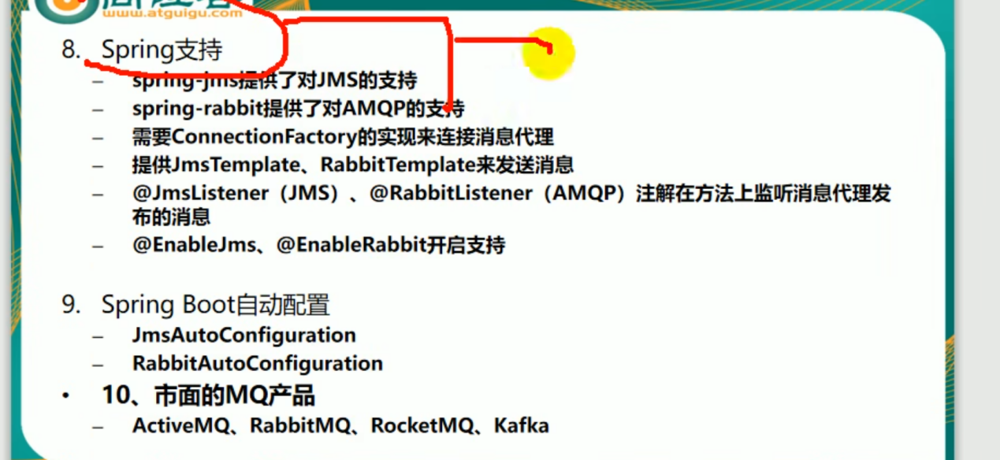 www.atguigu.com
8. Spring支持
– spring-jms提供了对JMS的支持
– spring-rabbit提供了对AMQP的支持
– 需要ConnectionFactory的实现来连接消息代理
– 提供JmsTemplate、RabbitTemplate来发送消息
– @JmsListener（JMS）、@RabbitListener（AMQP）注解在方法上监听消息代理发
布的消息
– @EnableJms、@EnableRabbit开启支持
9. Spring Boot自动配置
– JmsAutoConfiguration
– RabbitAutoConfiguration
• 10、市面的MQ产品
– ActiveMQ、RabbitMQ、RocketMQ、Kafka